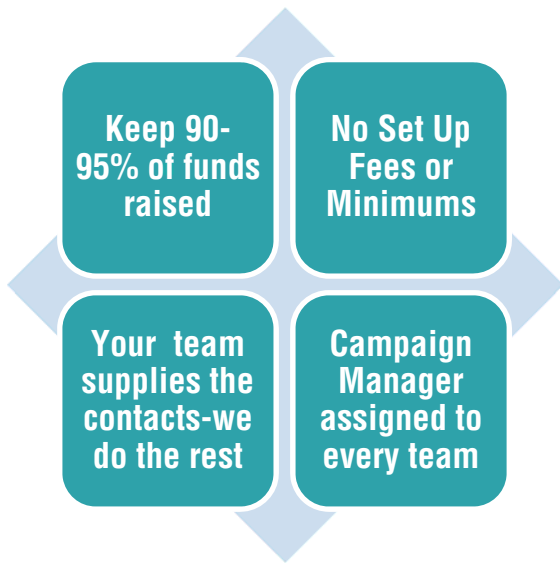 Keep 90-
95% of funds
raised
No Set Up
Fees or
Minimums
Your team
supplies the
contacts-we
do the rest
Campaign
Manager
assigned to
every team